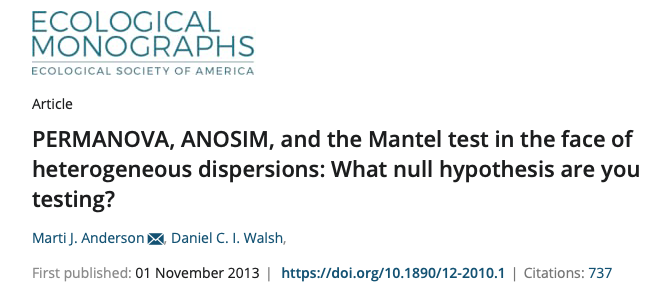 ECOLOGICAL
MONOGRAPHS
ECOLOGICAL SOCIETY OF AMERICA
Article
PERMANOVA, ANOSIM, and the Mantel test in the face of
heterogeneous dispersions: What null hypothesis are you
testing?
Marti J. Anderson, Daniel C. I. Walsh,
First published: 01 November 2013 | https://doi.org/10.1890/12-2010.1 | Citations: 737